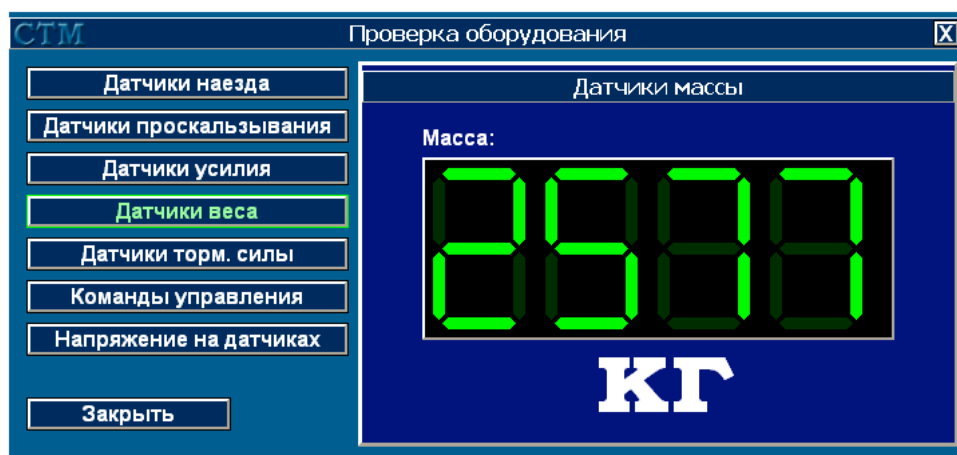 СТМ
Проверка оборудования
X
Датчики наезда
Датчики проскальзывания
Датчики усилия
Датчики веса
Датчики торм. силы
Команды управления
Напряжение на датчиках
Закрыть
Датчики массы
Масса:
2577
кг